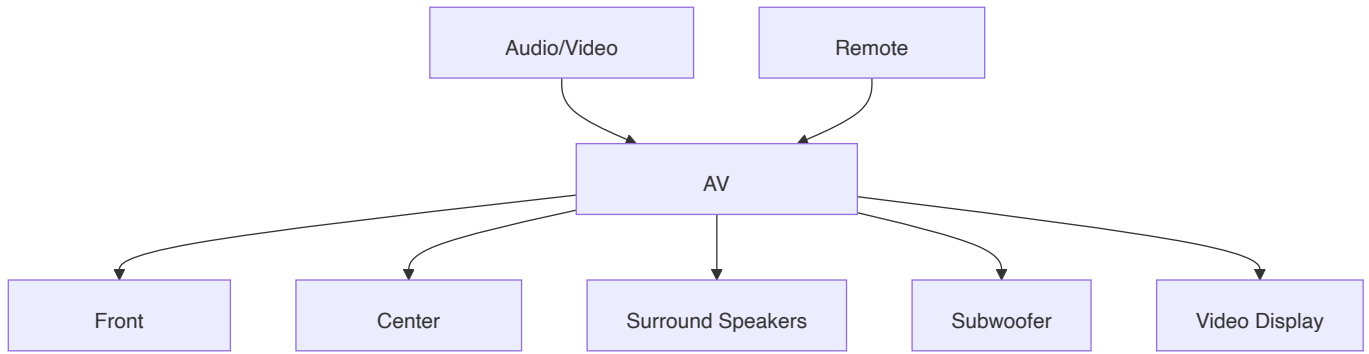 Audio/Video
Remote
AV
Front
Center
Surround Speakers
Subwoofer
Video Display